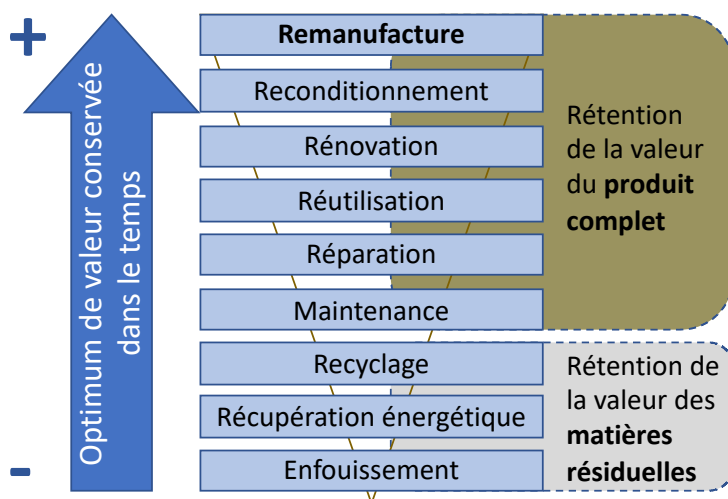 +
-
Optimum de valeur conservée
dans le temps
Remanufacture
Reconditionnement
Rénovation
Réutilisation
Réparation
Maintenance
Recyclage
Récupération énergétique
Enfouissement
Rétention
de la valeur
du produit
complet
Rétention de
la valeur des
matières
résiduelles